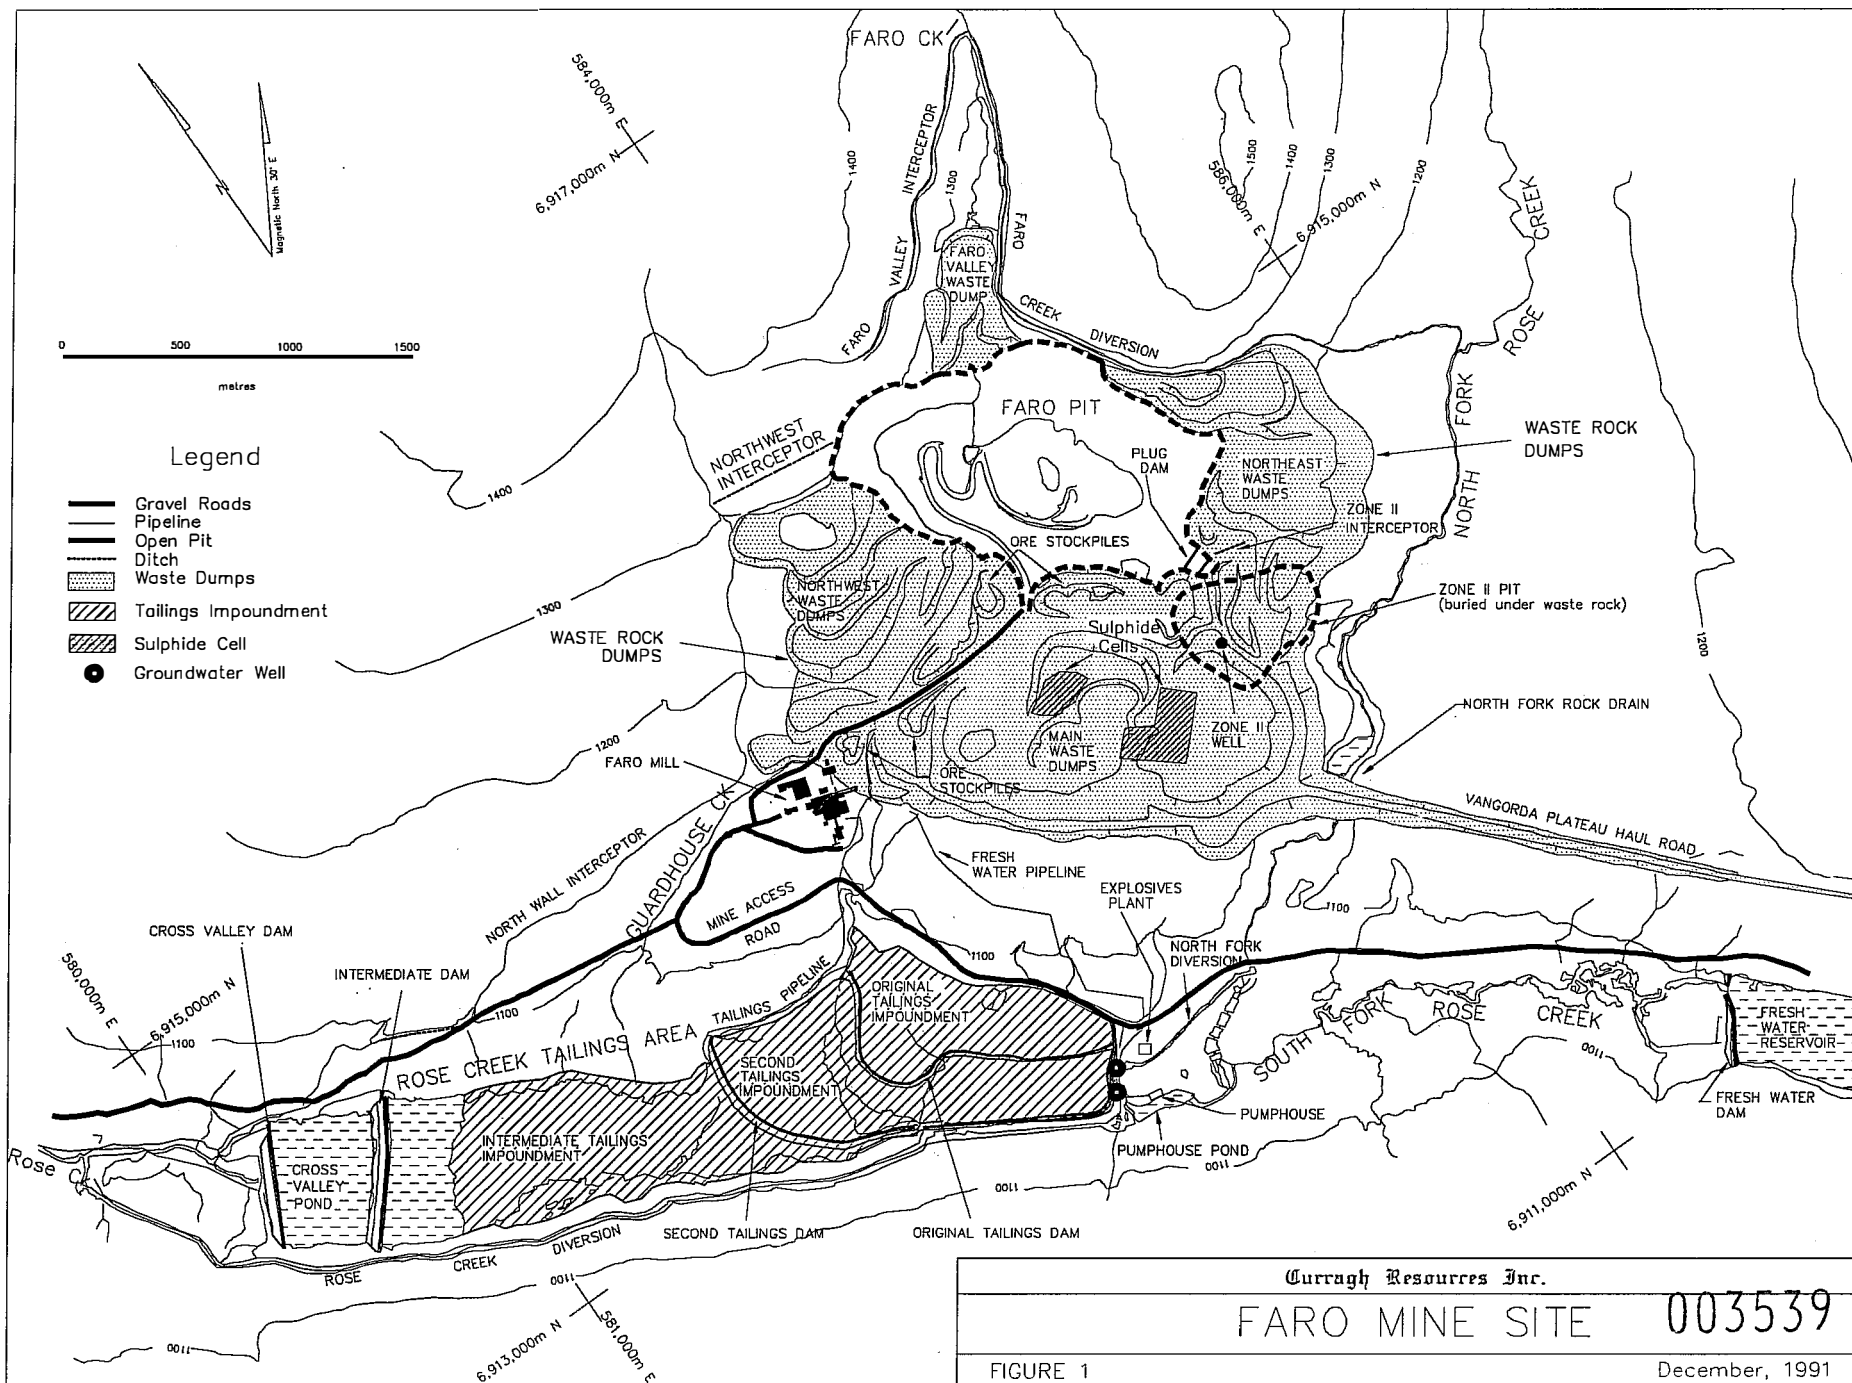 FARO CK
584,000m E
6,917,000m N
N
Magnetic North 30° E
1400
1300
1500
1400
1300
1200
586,000m E
6,915,000m N
FARO VALLEY INTERCEPTOR
FARO CREEK DIVERSION
FARO
VALLEY
WASTE
DUMP
NORTH FORK ROSE CREEK
0 500 1000 1500
metres
Legend
Gravel Roads
Pipeline
Open Pit
Ditch
Waste Dumps
Tailings Impoundment
Sulphide Cell
Groundwater Well
1400
1300
1200
NORTHWEST
INTERCEPTOR
FARO PIT
PLUG
DAM
NORTHEAST
WASTE
DUMPS
WASTE ROCK
DUMPS
ZONE II
INTERCEPTOR
ORE STOCKPILES
NORTHWEST
WASTE
DUMPS
WASTE ROCK
DUMPS
ZONE II PIT
(buried under waste rock)
1200
Sulphide
Cells
ZONE II
WELL
MAIN
WASTE
DUMPS
NORTH FORK ROCK DRAIN
FARO MILL
ORE
STOCKPILES
VANGORDA PLATEAU HAUL ROAD
GUARDHOUSE CK
NORTH WALL INTERCEPTOR
FRESH
WATER PIPELINE
EXPLOSIVES
PLANT
MINE ACCESS
ROAD
1100
1100
NORTH FORK
DIVERSION
CROSS VALLEY DAM
INTERMEDIATE DAM
580,000m E
6,915,000m N
1100
1100
ROSE CREEK TAILINGS AREA
TAILINGS PIPELINE
ORIGINAL
TAILINGS
IMPOUNDMENT
SECOND
TAILINGS
IMPOUNDMENT
INTERMEDIATE TAILINGS
IMPOUNDMENT
CROSS
VALLEY
POND
Rose C
SOUTH FORK ROSE CREEK
1100
FRESH
WATER
RESERVOIR
FRESH WATER
DAM
PUMPHOUSE
PUMPHOUSE POND
1100
1100
SECOND TAILINGS DAM
ORIGINAL TAILINGS DAM
ROSE CREEK DIVERSION
1100
1100
6,911,000m N
6,913,000m N
581,000m E
Curragh Resources Inc.
FARO MINE SITE
003539
FIGURE 1
December, 1991